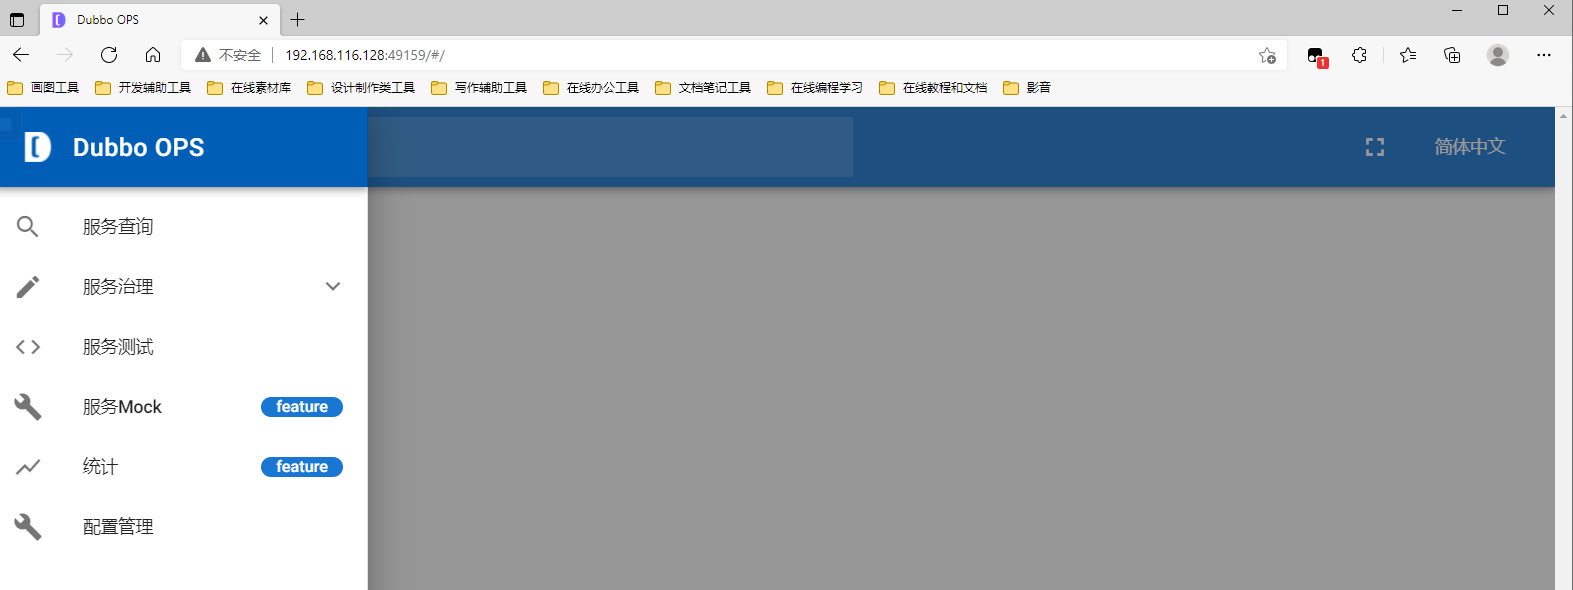 Dubbo OPS
不安全 192.168.116.128:49159/#/
1
画图工具 开发辅助工具 在线素材库 设计制作类工具 写作辅助工具 在线办公工具 文档笔记工具 在线编程学习 在线教程和文档 影音
Dubbo OPS
简体中文
服务查询
服务治理
服务测试
服务Mock feature
统计 feature
配置管理